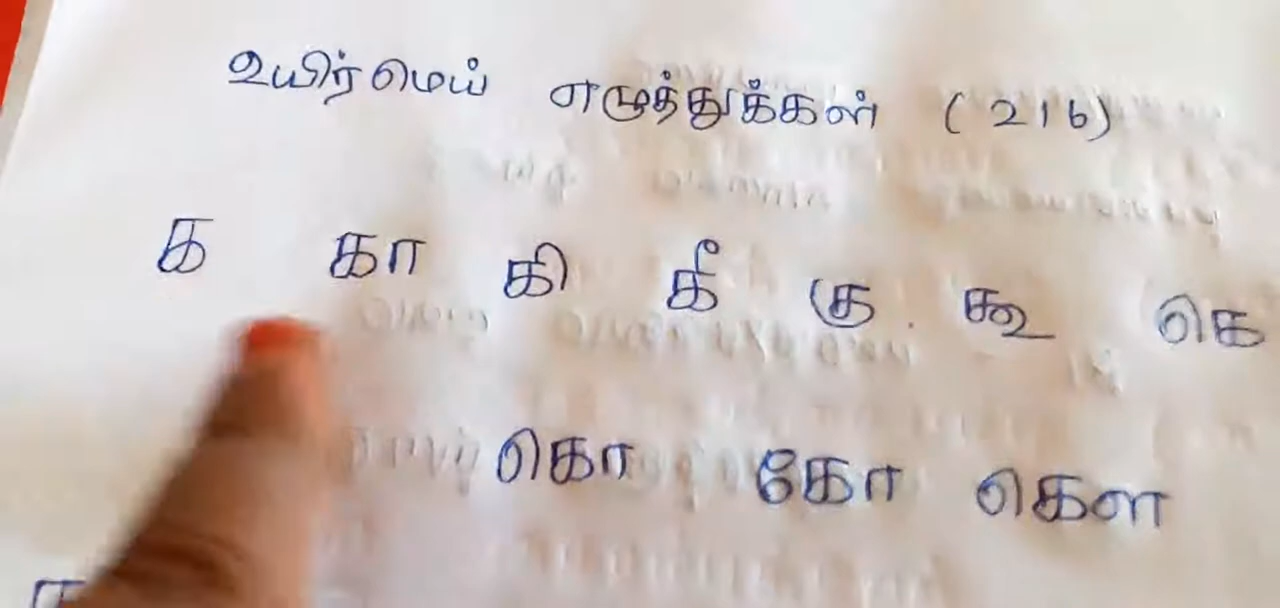 உயிர்மெய் எழுத்துக்கள் (216)
க கா கி கீ கு கூ கெ
கொ கோ கௌ